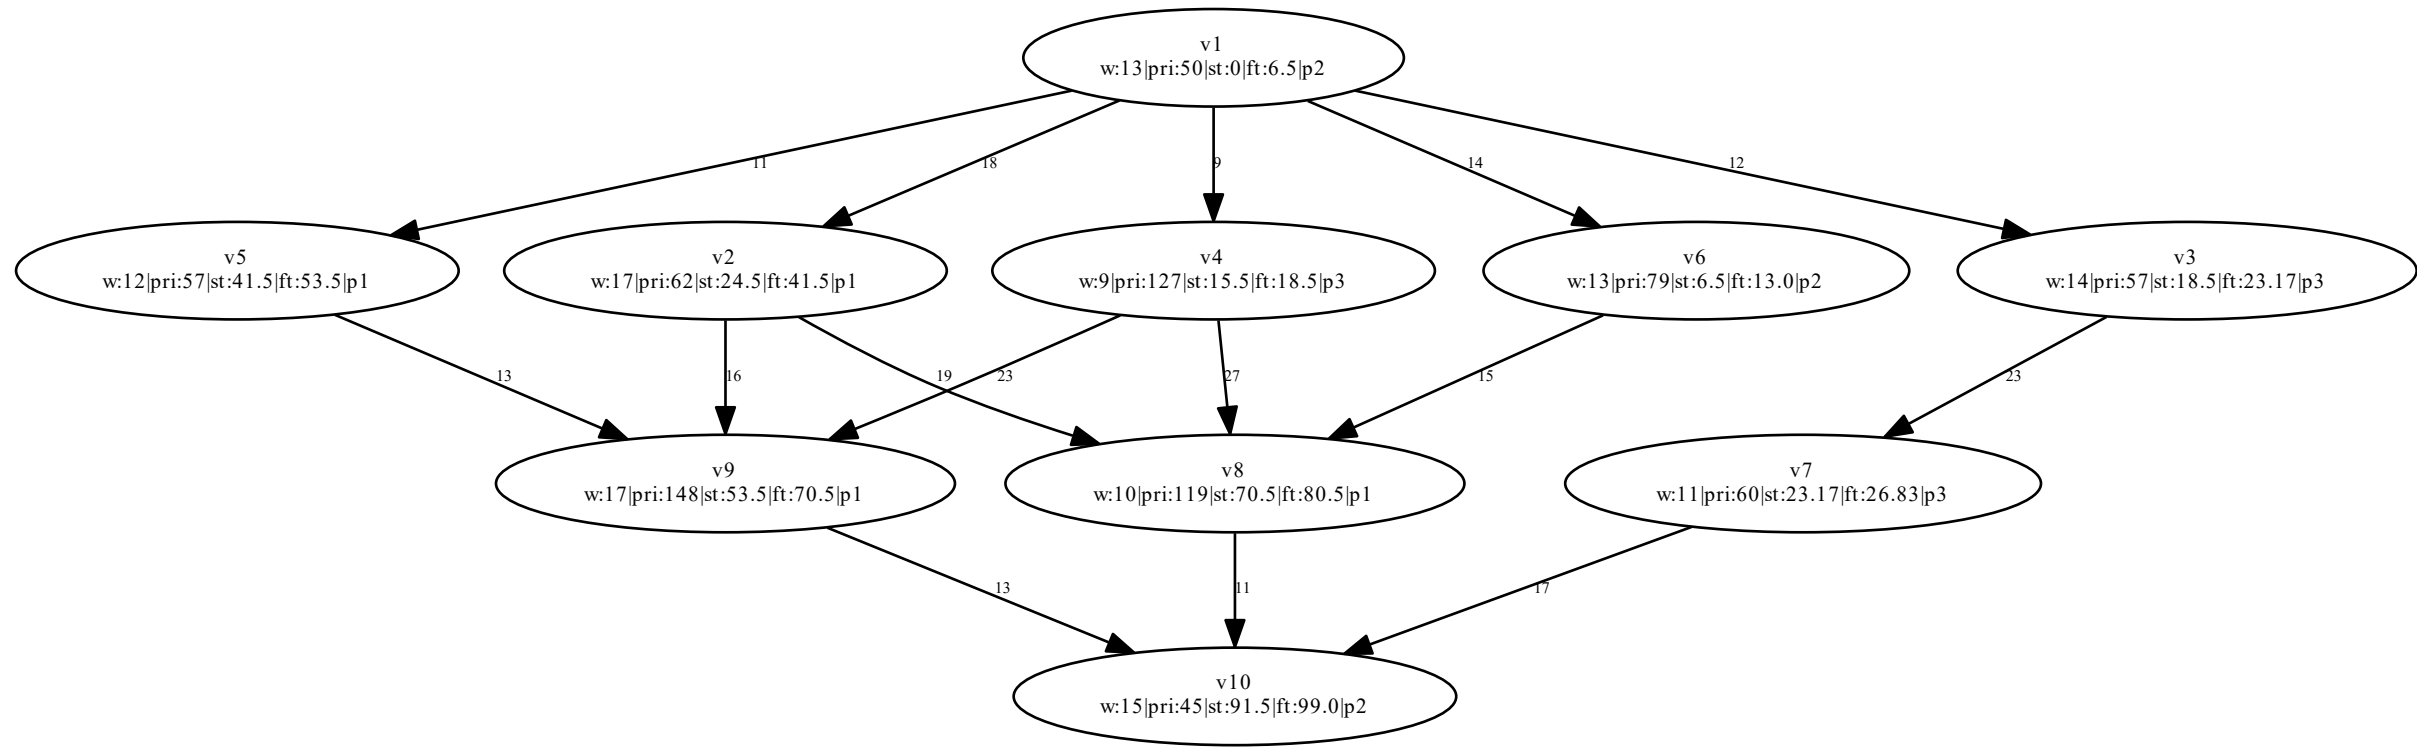 v1
w:13|pri:50|st:0|ft:6.5|p2
11
18
9
14
12
v5
w:12|pri:57|st:41.5|ft:53.5|p1
v2
w:17|pri:62|st:24.5|ft:41.5|p1
v4
w:9|pri:127|st:15.5|ft:18.5|p3
v6
w:13|pri:79|st:6.5|ft:13.0|p2
v3
w:14|pri:57|st:18.5|ft:23.17|p3
13
16
19
23
27
15
23
v9
w:17|pri:148|st:53.5|ft:70.5|p1
v8
w:10|pri:119|st:70.5|ft:80.5|p1
v7
w:11|pri:60|st:23.17|ft:26.83|p3
13
11
17
v10
w:15|pri:45|st:91.5|ft:99.0|p2